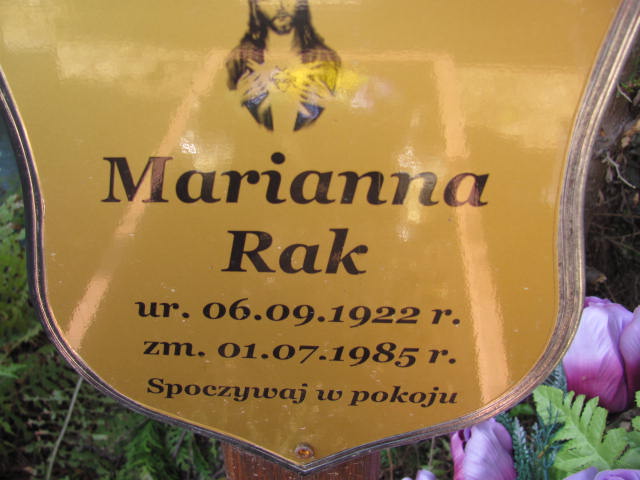 Marianna
Rak
ur. 06.09.1922 r.
zm. 01.07.1985 r.
Spoczywaj w pokoju